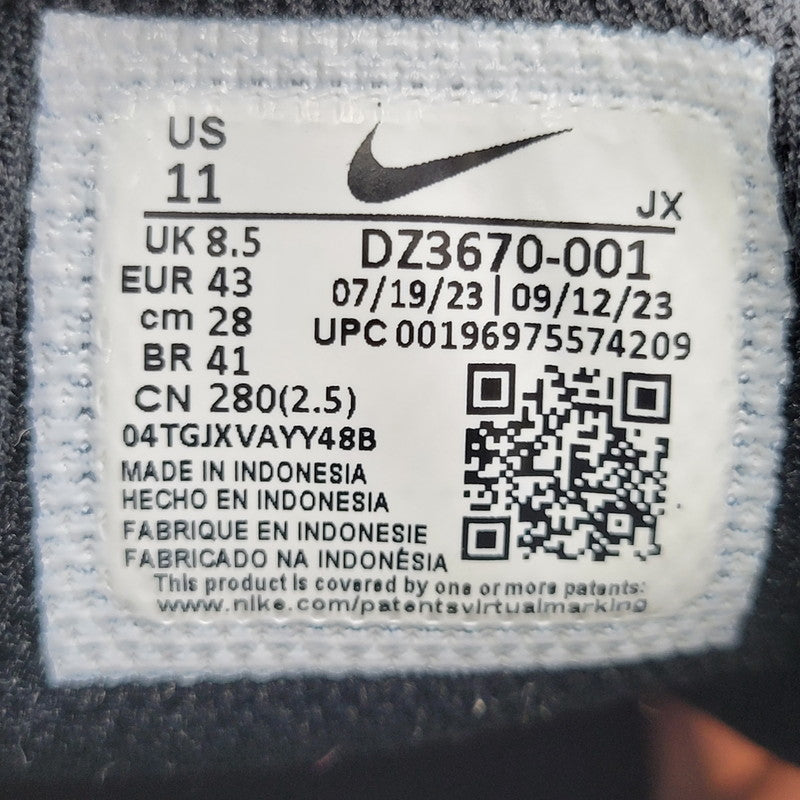 US
11
JX
UK 8.5
EUR 43
cm 28
BR 41
CN 280(2.5)
DZ3670-001
07/19/23 | 09/12/23
UPC 00196975574209
04TGJXVAYY48B
MADE IN INDONESIA
HECHO EN INDONESIA
FABRIQUE EN INDONESIE
FABRICADO NA INDONÉSIA
This product is covered by one or more patents:
www.nike.com/patentsvirtualmarking